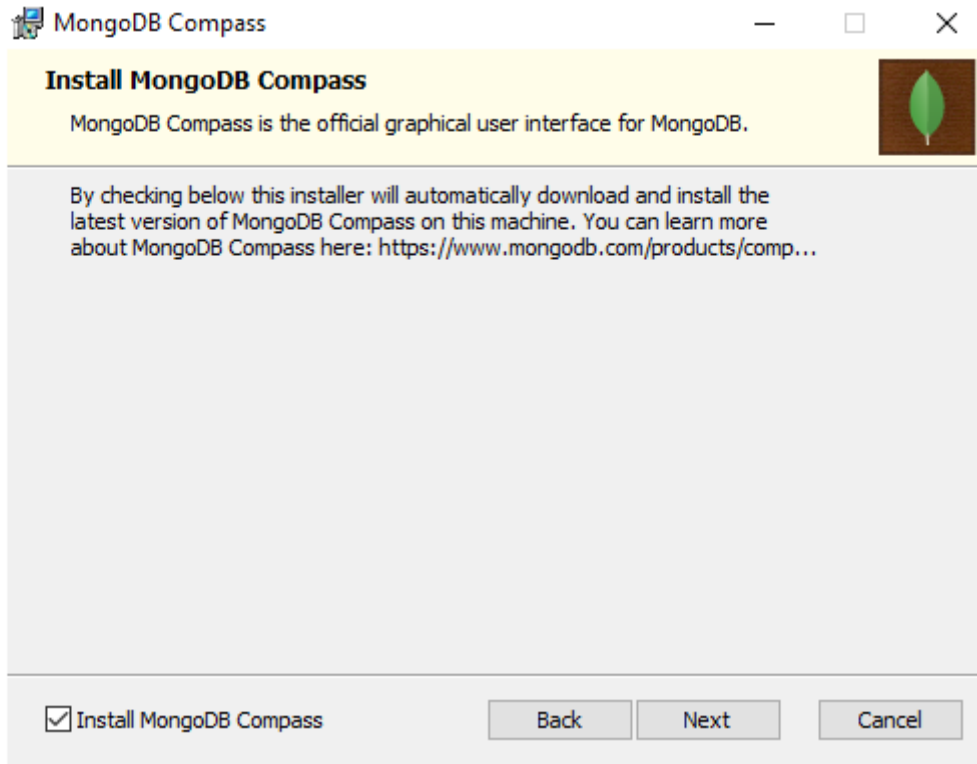 MongoDB Compass
Install MongoDB Compass
MongoDB Compass is the official graphical user interface for MongoDB.
By checking below this installer will automatically download and install the
latest version of MongoDB Compass on this machine. You can learn more
about MongoDB Compass here: https://www.mongodb.com/products/comp...
Install MongoDB Compass
Back
Next
Cancel